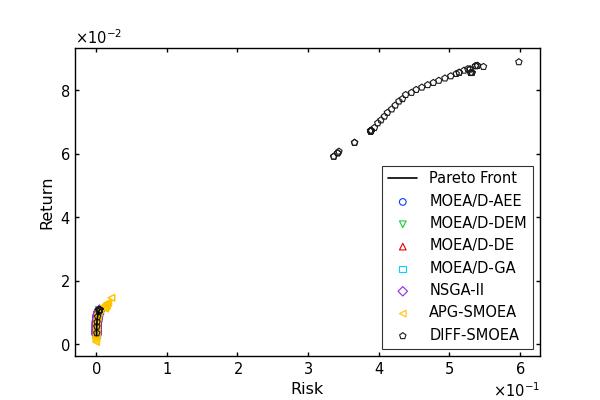 ×10⁻²
8
6
4
2
0
Return
0 1 2 3 4 5 6
Risk
×10⁻¹
Pareto Front
MOEA/D-AEE
MOEA/D-DEM
MOEA/D-DE
MOEA/D-GA
NSGA-II
APG-SMOEA
DIFF-SMOEA